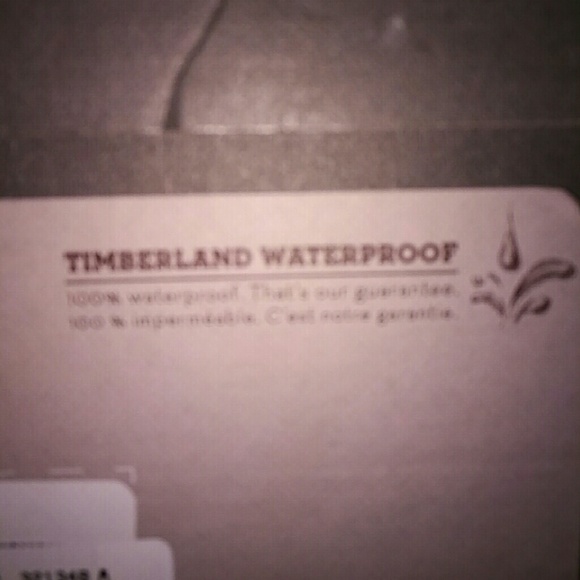 TIMBERLAND WATERPROOF
100% waterproof. That's our guarantee.
100 % imperméable. C'est notre garantie.